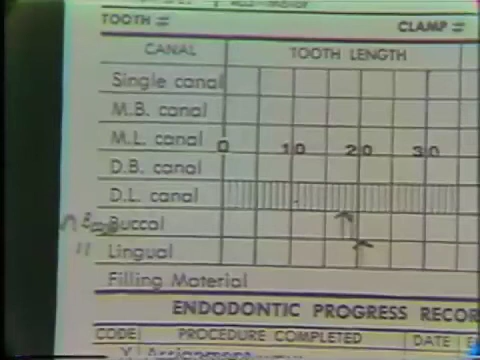 TOOTH # CLAMP #
CANAL TOOTH LENGTH
Single canal
M.B. canal
M.L. canal 0 10 20 30
D.B. canal
D.L. canal
Buccal
" Lingual
Filling Material
ENDODONTIC PROGRESS RECOR
CODE PROCEDURE COMPLETED DATE
X Assignment